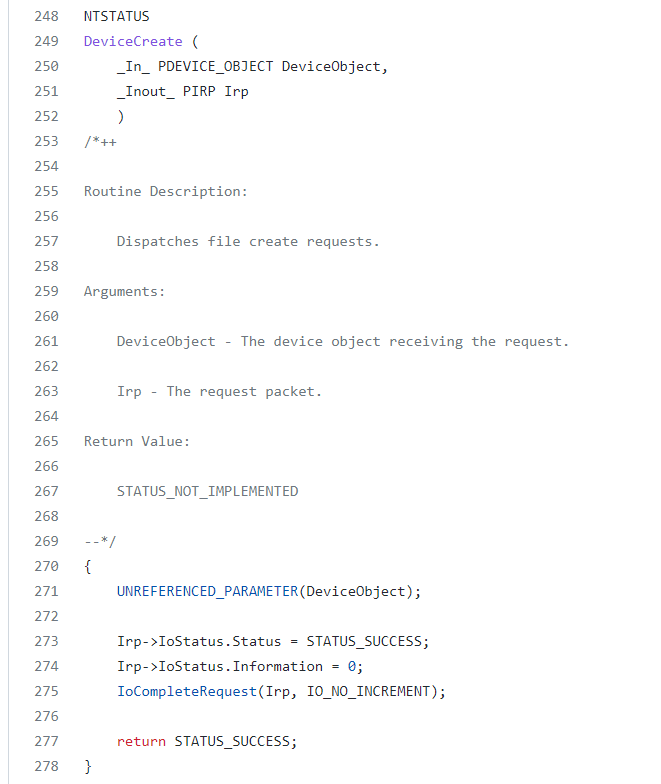 248 NTSTATUS
249 DeviceCreate (
250     _In_ PDEVICE_OBJECT DeviceObject,
251     _Inout_ PIRP Irp
252     )
253 /*++
254
255 Routine Description:
256
257     Dispatches file create requests.
258
259 Arguments:
260
261     DeviceObject - The device object receiving the request.
262
263     Irp - The request packet.
264
265 Return Value:
266
267     STATUS_NOT_IMPLEMENTED
268
269 --*/
270 {
271     UNREFERENCED_PARAMETER(DeviceObject);
272
273     Irp->IoStatus.Status = STATUS_SUCCESS;
274     Irp->IoStatus.Information = 0;
275     IoCompleteRequest(Irp, IO_NO_INCREMENT);
276
277     return STATUS_SUCCESS;
278 }